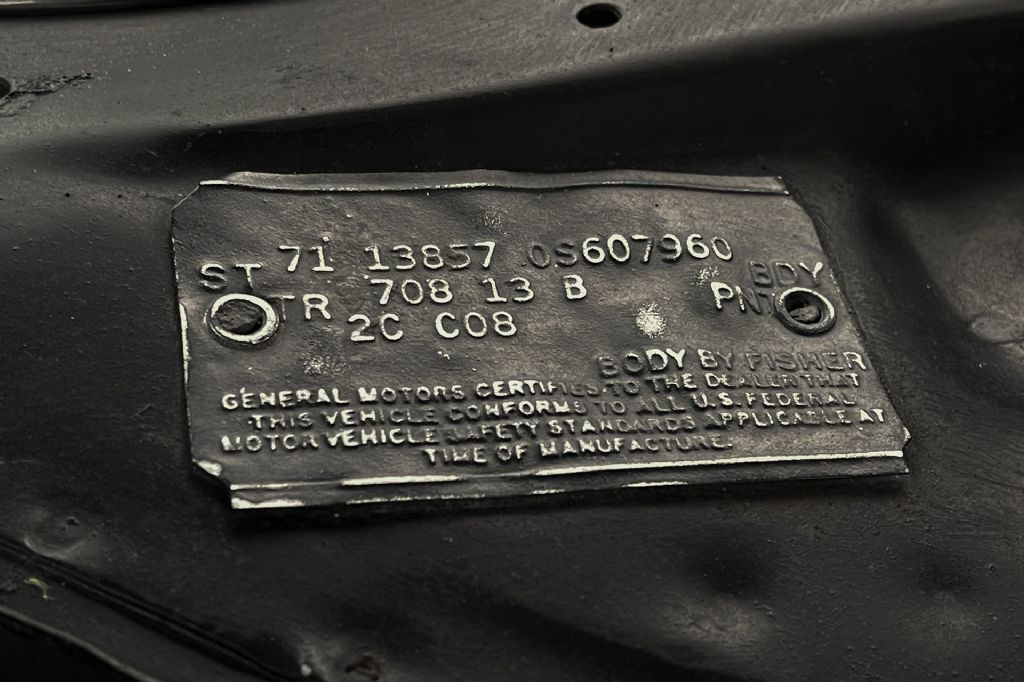 ST 71 13857 0S607960 BDY
TR 708 13 B PNT
2C C08
BODY BY FISHER
GENERAL MOTORS CERTIFIES TO THE DEALER THAT
THIS VEHICLE CONFORMS TO ALL U.S. FEDERAL
MOTOR VEHICLE SAFETY STANDARDS APPLICABLE AT
TIME OF MANUFACTURE.